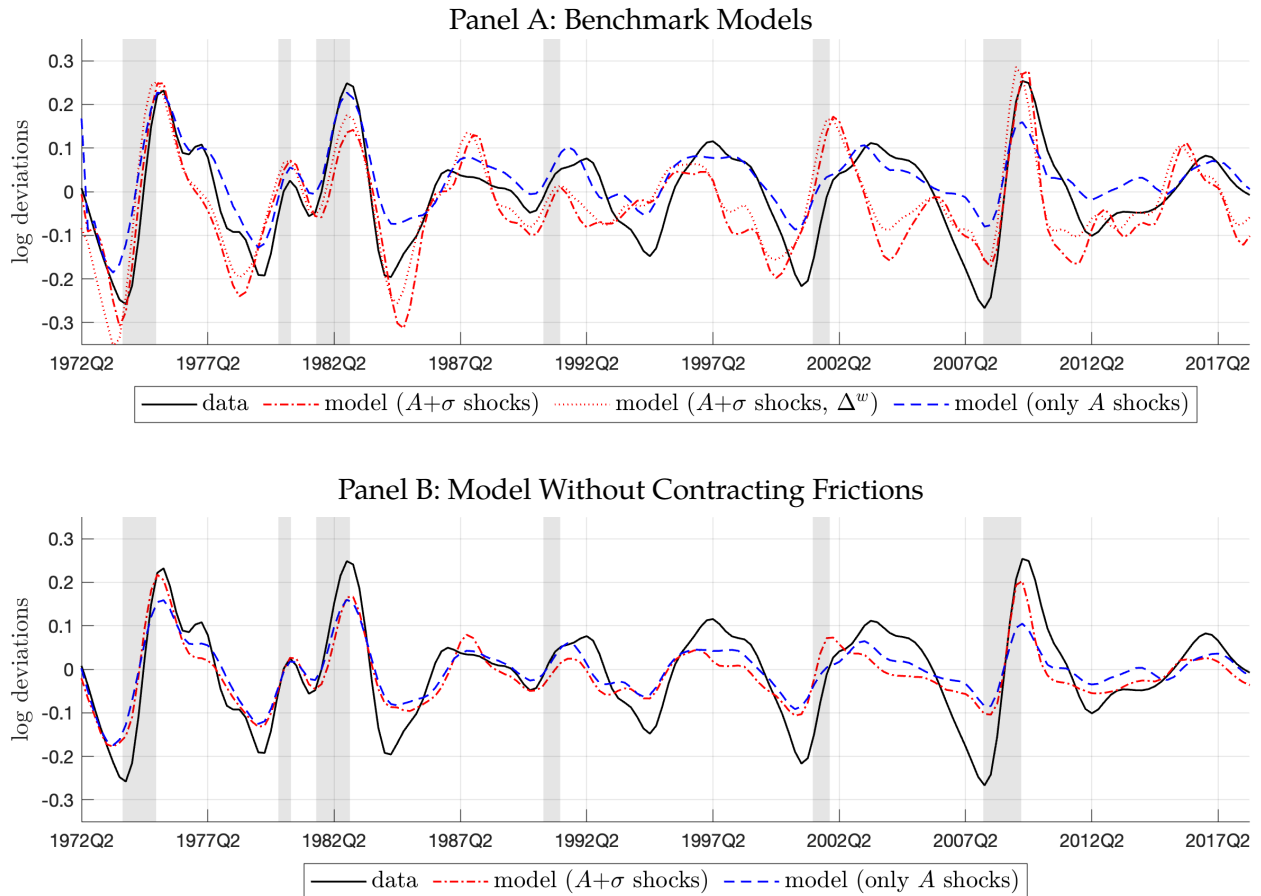 Panel A: Benchmark Models
0.3
0.2
0.1
0
-0.1
-0.2
-0.3
log deviations
1972Q2 1977Q2 1982Q2 1987Q2 1992Q2 1997Q2 2002Q2 2007Q2 2012Q2 2017Q2
data model (A+σ shocks) model (A+σ shocks, Δ^w) model (only A shocks)
Panel B: Model Without Contracting Frictions
0.3
0.2
0.1
0
-0.1
-0.2
-0.3
log deviations
1972Q2 1977Q2 1982Q2 1987Q2 1992Q2 1997Q2 2002Q2 2007Q2 2012Q2 2017Q2
data model (A+σ shocks) model (only A shocks)